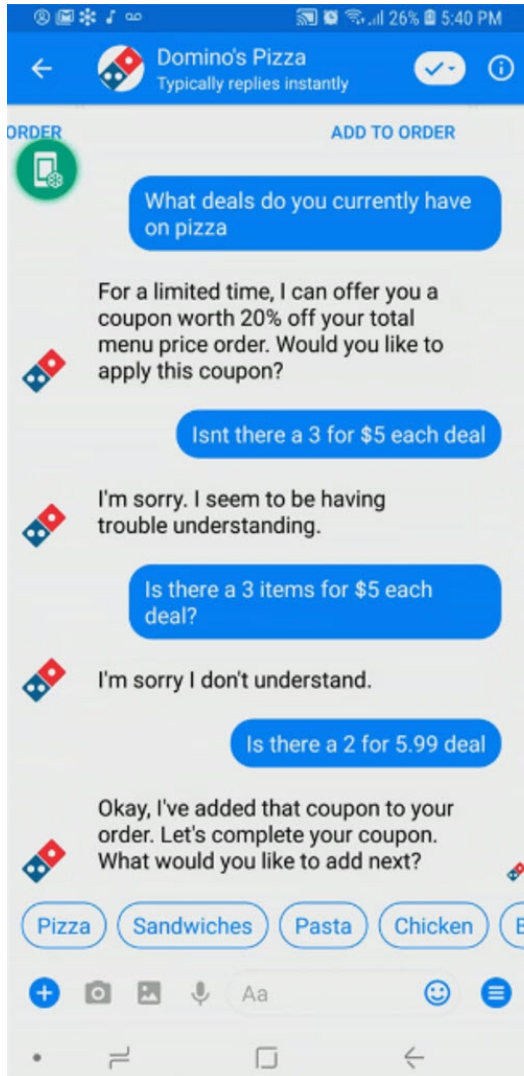 26% 5:40 PM
Domino's Pizza
Typically replies instantly
ORDER
ADD TO ORDER
What deals do you currently have
on pizza
For a limited time, I can offer you a
coupon worth 20% off your total
menu price order. Would you like to
apply this coupon?
Isnt there a 3 for $5 each deal
I'm sorry. I seem to be having
trouble understanding.
Is there a 3 items for $5 each
deal?
I'm sorry I don't understand.
Is there a 2 for 5.99 deal
Okay, I've added that coupon to your
order. Let's complete your coupon.
What would you like to add next?
Pizza
Sandwiches
Pasta
Chicken
Aa